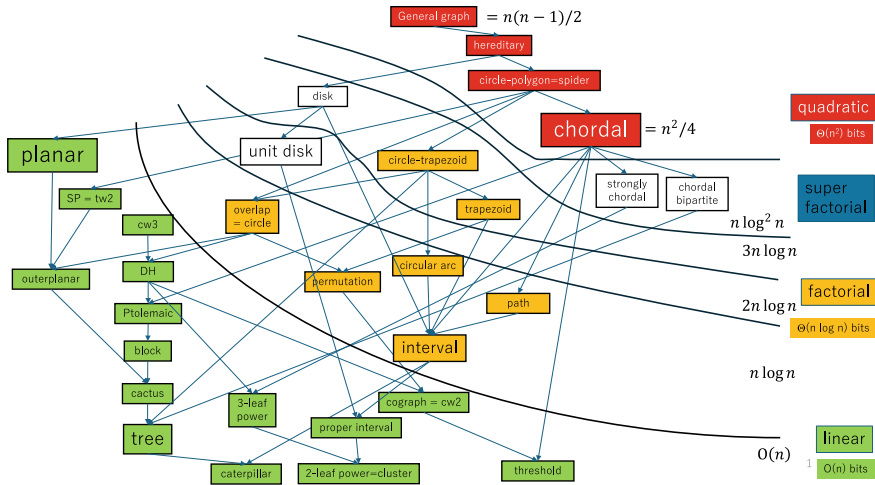 General graph
= n(n − 1)/2
hereditary
circle-polygon=spider
disk
quadratic
Θ(n²) bits
chordal
= n²/4
planar
unit disk
circle-trapezoid
strongly
chordal
chordal
bipartite
super
factorial
SP = tw2
overlap
= circle
trapezoid
n log² n
cw3
3n log n
outerplanar
DH
permutation
circular arc
factorial
Θ(n log n) bits
Ptolemaic
path
2n log n
block
interval
n log n
cactus
3-leaf
power
cograph = cw2
tree
proper interval
linear
O(n)
1
O(n) bits
caterpillar
2-leaf power=cluster
threshold